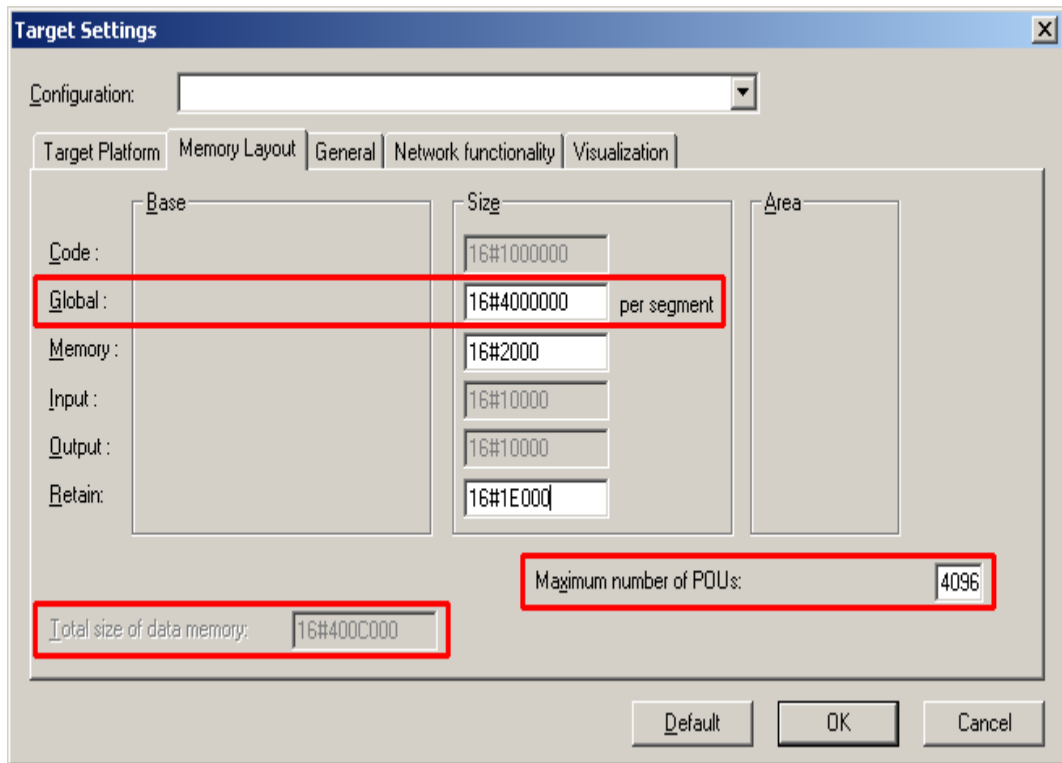 Target Settings
Configuration:
Target Platform Memory Layout General Network functionality Visualization
Base Size Area
Code : 16#1000000
Global : 16#4000000 per segment
Memory : 16#2000
Input : 16#10000
Output : 16#10000
Retain: 16#1E000
Maximum number of POUs: 4096
Total size of data memory: 16#400C000
Default OK Cancel